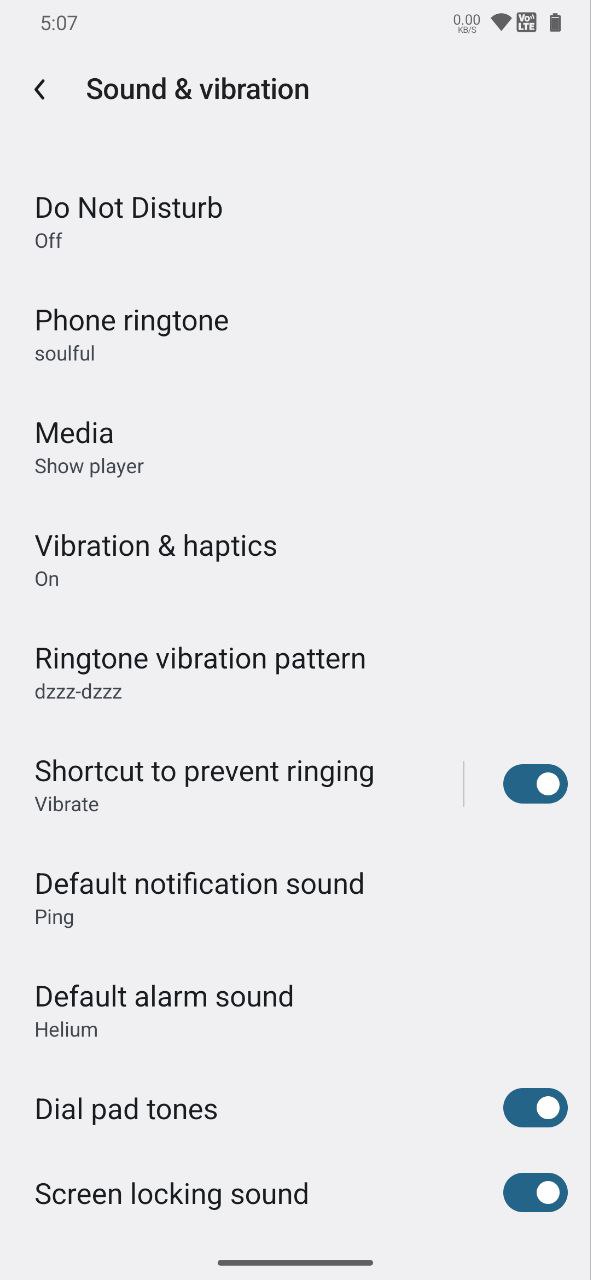 5:07
0.00
KB/S
Vo
LTE
Sound & vibration
Do Not Disturb
Off
Phone ringtone
soulful
Media
Show player
Vibration & haptics
On
Ringtone vibration pattern
dzzz-dzzz
Shortcut to prevent ringing
Vibrate
Default notification sound
Ping
Default alarm sound
Helium
Dial pad tones
Screen locking sound